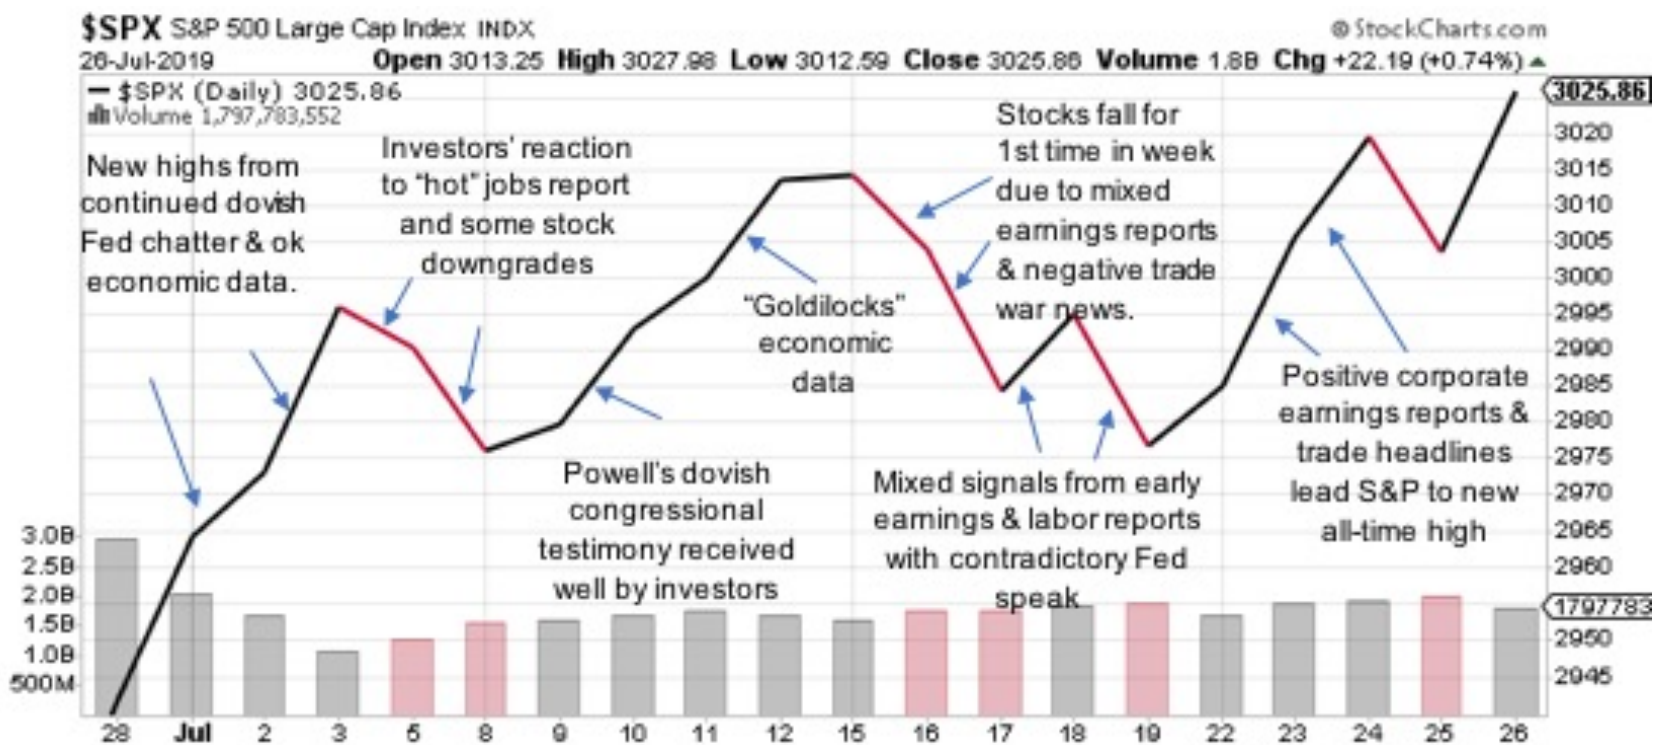 $SPX S&P 500 Large Cap Index INDX
© StockCharts.com
26-Jul-2019
Open 3013.25 High 3027.98 Low 3012.59 Close 3025.86 Volume 1.8B Chg +22.19 (+0.74%)
$SPX (Daily) 3025.86
Volume 1,797,783,552
New highs from
continued dovish
Fed chatter & ok
economic data.
Investors' reaction
to "hot" jobs report
and some stock
downgrades
Powell's dovish
congressional
testimony received
well by investors
"Goldilocks"
economic
data
Stocks fall for
1st time in week
due to mixed
earnings reports
& negative trade
war news.
Mixed signals from early
earnings & labor reports
with contradictory Fed
speak
Positive corporate
earnings reports &
trade headlines
lead S&P to new
all-time high
3025.86
3020
3015
3010
3005
3000
2995
2990
2985
2980
2975
2970
2965
2960
1797783
2950
2945
3.0B
2.5B
2.0B
1.5B
1.0B
500M
28 Jul 2 3 5 8 9 10 11 12 15 16 17 18 19 22 23 24 25 26